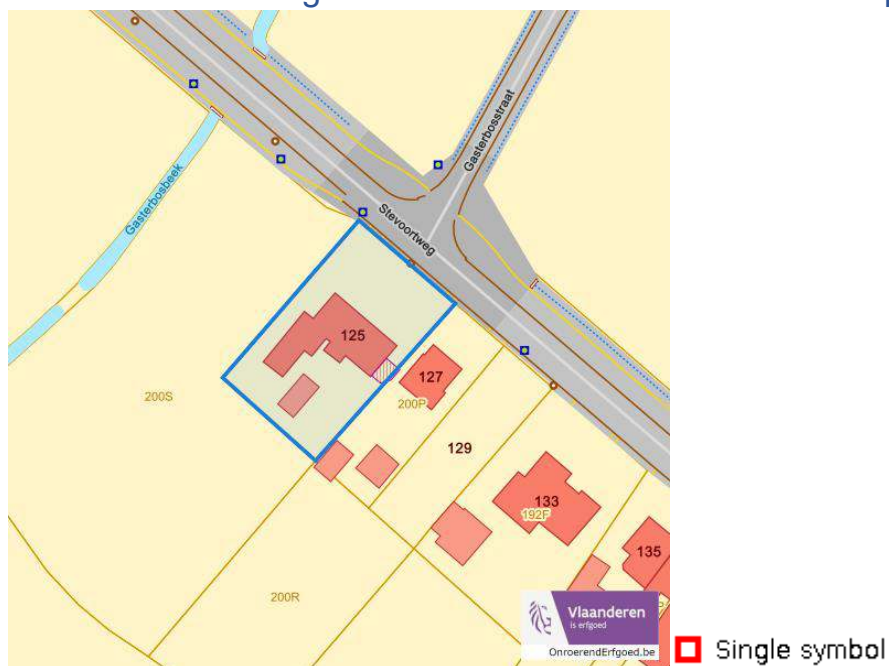 Gasterbosstraat
Gasterbosbeek
Stevoortweg
125
127
200S
200P
129
133
192F
135
200R
Vlaanderen
is erfgoed
OnroerendErfgoed.be
Single symbol